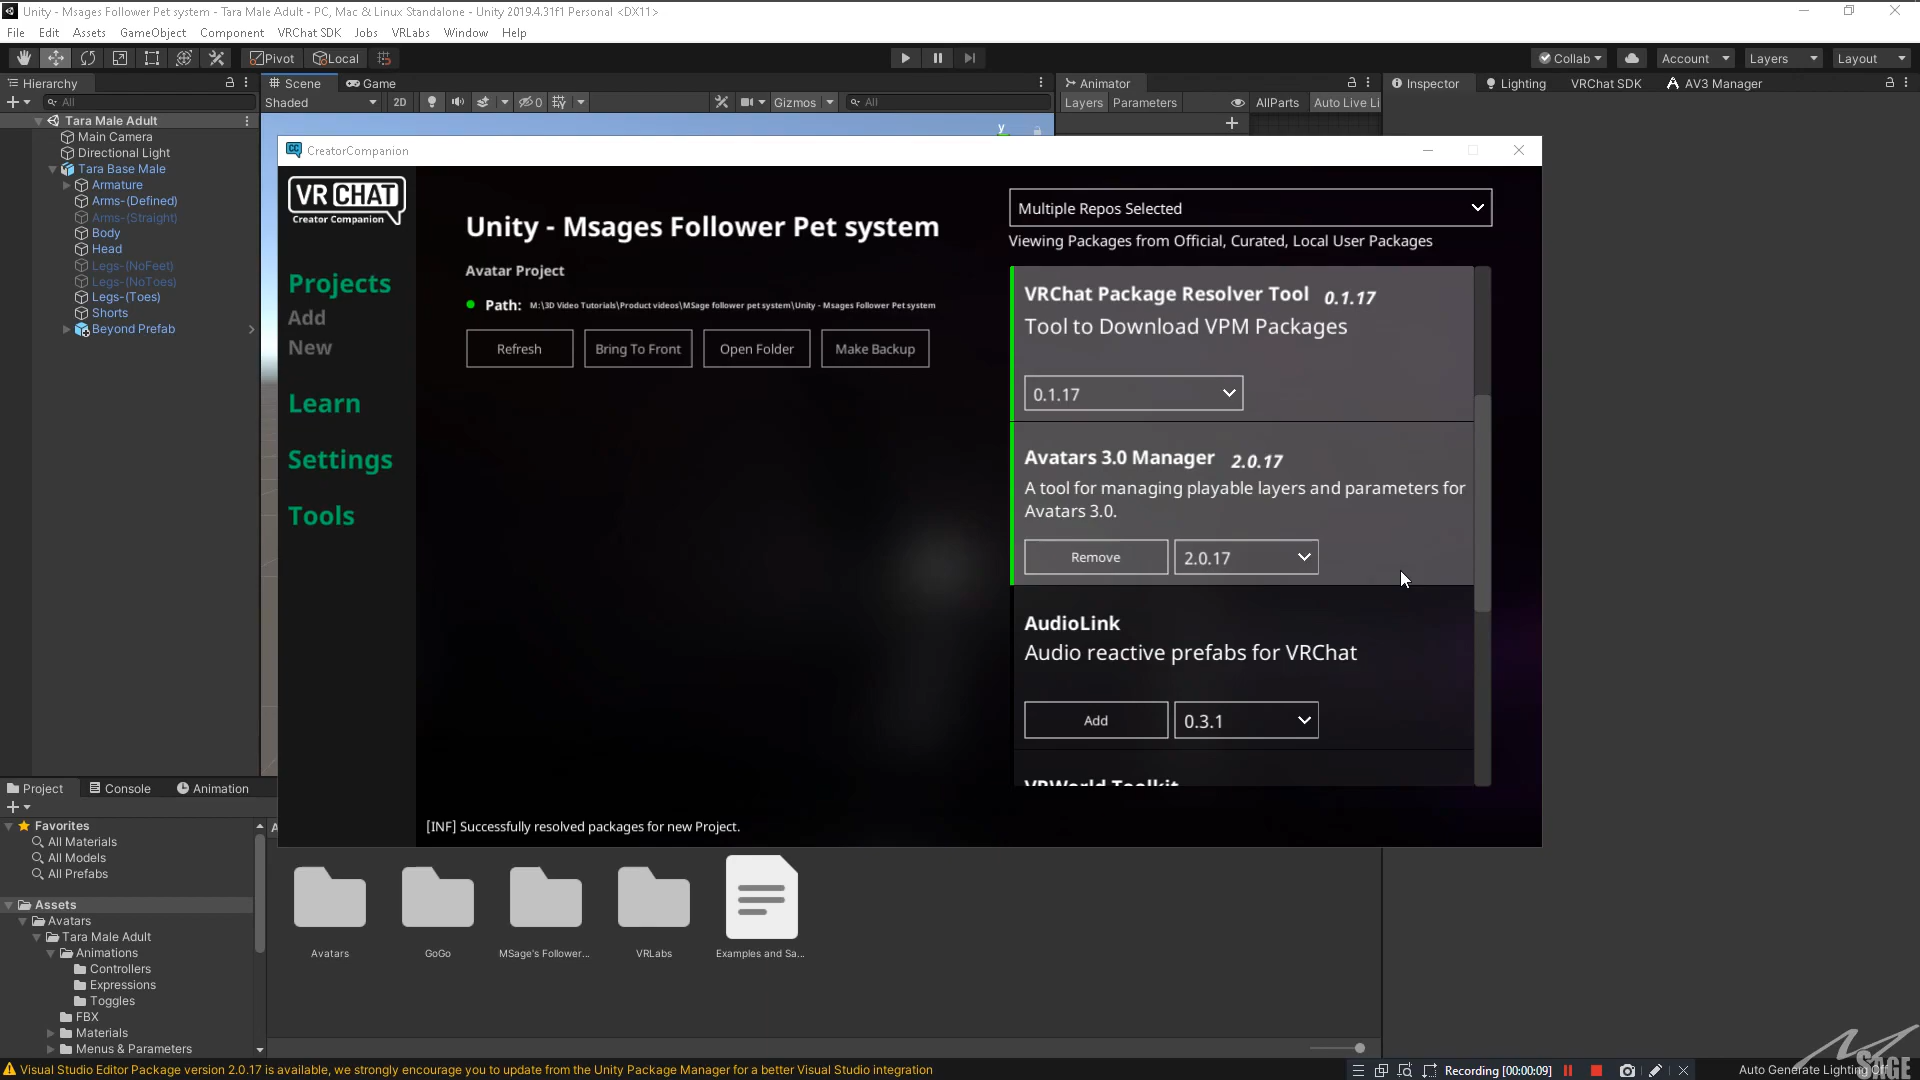 Unity - Msages Follower Pet system - Tara Male Adult - PC, Mac & Linux Standalone - Unity 2019.4.31f1 Personal <DX11>
File Edit Assets GameObject Component VRChat SDK Jobs VRLabs Window Help
Pivot Local Collab Account Layers Layout
Hierarchy Scene Game Animator Inspector Lighting VRChat SDK AV3 Manager
All Shaded 2D 0 Gizmos All Layers Parameters AllParts Auto Live Li
Tara Male Adult
Main Camera
Directional Light
Tara Base Male
Armature
Arms-(Defined)
Arms-(Straight)
Body
Head
Legs-(NoFeet)
Legs-(NoToes)
Legs-(Toes)
Shorts
Beyond Prefab
y
CC CreatorCompanion
VRCHAT
Creator Companion
Projects
Add
New
Learn
Settings
Tools
Unity - Msages Follower Pet system
Avatar Project
Path: M:\3D Video Tutorials\Product videos\MSage follower pet system\Unity - Msages Follower Pet system
Refresh Bring To Front Open Folder Make Backup
[INF] Successfully resolved packages for new Project.
Multiple Repos Selected
Viewing Packages from Official, Curated, Local User Packages
VRChat Package Resolver Tool 0.1.17
Tool to Download VPM Packages
0.1.17
Avatars 3.0 Manager 2.0.17
A tool for managing playable layers and parameters for
Avatars 3.0.
Remove 2.0.17
AudioLink
Audio reactive prefabs for VRChat
Add 0.3.1
VRWorld Toolkit
Project Console Animation
Favorites
All Materials
All Models
All Prefabs
Assets
Avatars
Tara Male Adult
Animations
Controllers
Expressions
Toggles
FBX
Materials
Menus & Parameters
Avatars GoGo MSage's Follower... VRLabs Examples and Sa...
Visual Studio Editor Package version 2.0.17 is available, we strongly encourage you to update from the Unity Package Manager for a better Visual Studio integration
Recording [00:00:09]
Auto Generate Lighting Off
SAGE